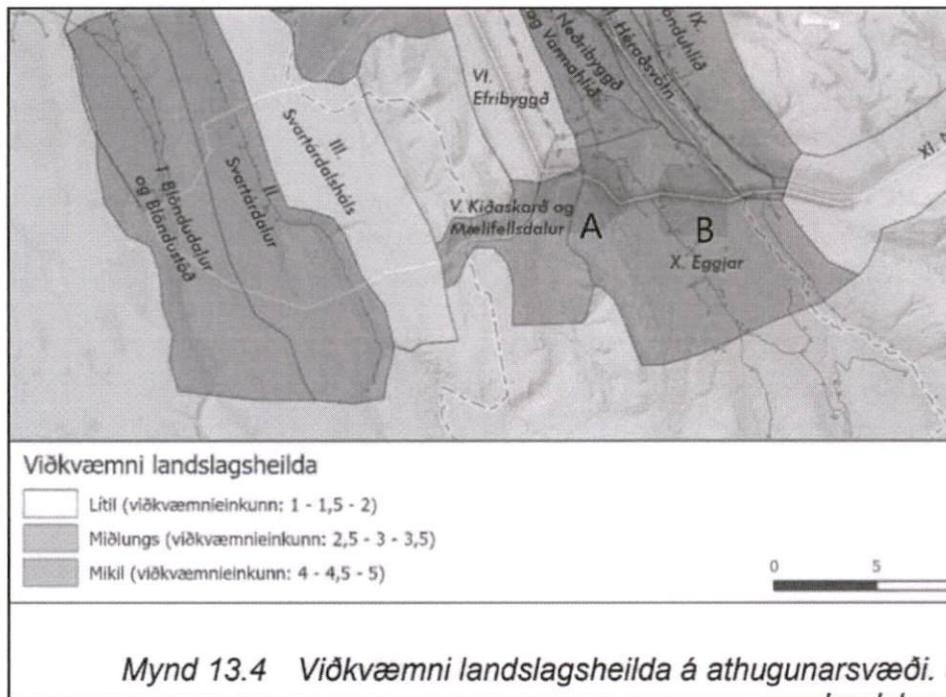 I. Blöndudalur
og Blöndustöð
II.
Svartárdalur
III.
Svartárdalsháls
V. Kiðaskarð og
Mælifellsdalur
VI.
Efribyggð
Neðribyggð
og Varmahlíð
Héraðsvötn
IX.
A
B
X. Eggjar
XI.
Viðkvæmni landslagsheilda
Lítil (viðkvæmnieinkunn: 1 - 1,5 - 2)
Miðlungs (viðkvæmnieinkunn: 2,5 - 3 - 3,5)
Mikil (viðkvæmnieinkunn: 4 - 4,5 - 5)
0 5
Mynd 13.4 Viðkvæmni landslagsheilda á athugunarsvæði.